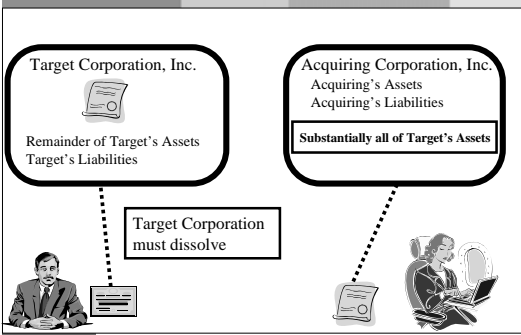 Target Corporation, Inc.
Remainder of Target's Assets
Target's Liabilities
Acquiring Corporation, Inc.
Acquiring's Assets
Acquiring's Liabilities
Substantially all of Target's Assets
Target Corporation
must dissolve